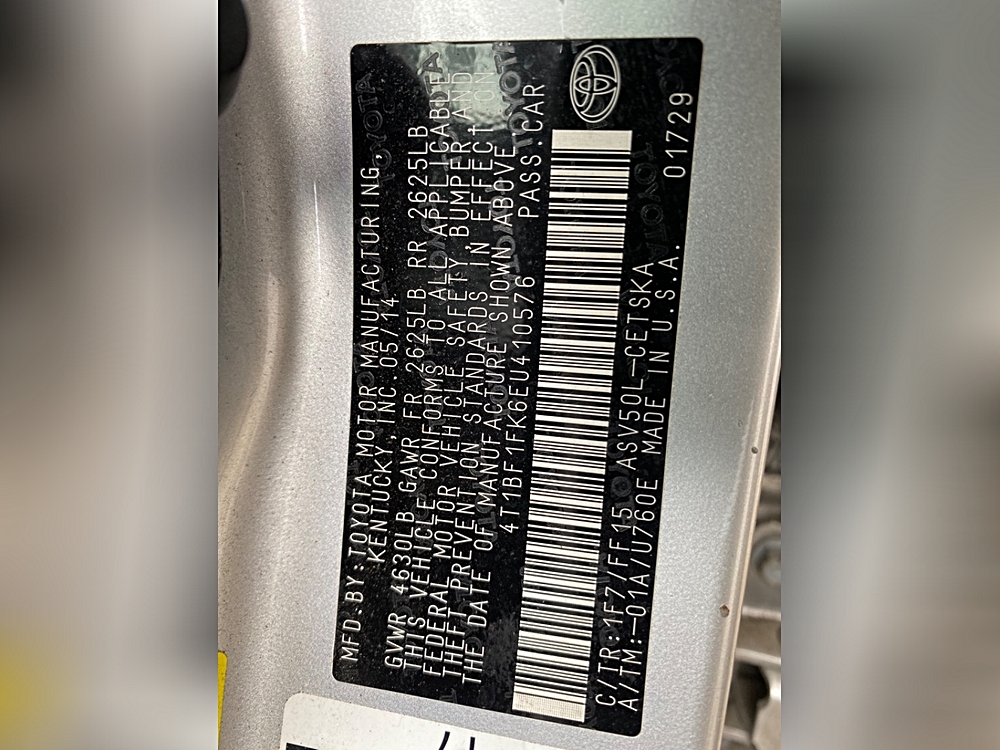 MFD.BY:TOYOTA MOTOR MANUFACTURING,
KENTUCKY,INC.05/14
GVWR 4630LB GAWR FR 2625LB RR 2625LB
THIS VEHICLE CONFORMS TO ALL APPLICABLE
FEDERAL MOTOR VEHICLE SAFETY,BUMPER,AND
THEFT PREVENTION STANDARDS IN EFFECT ON
THE DATE OF MANUFACTURE SHOWN ABOVE.
4T1BF1FK6EU410576 PASS.CAR
C/TR:1F7/FF15 ASV50L-CETSKA
A/TM:-01A/U760E MADE IN U.S.A. 01729